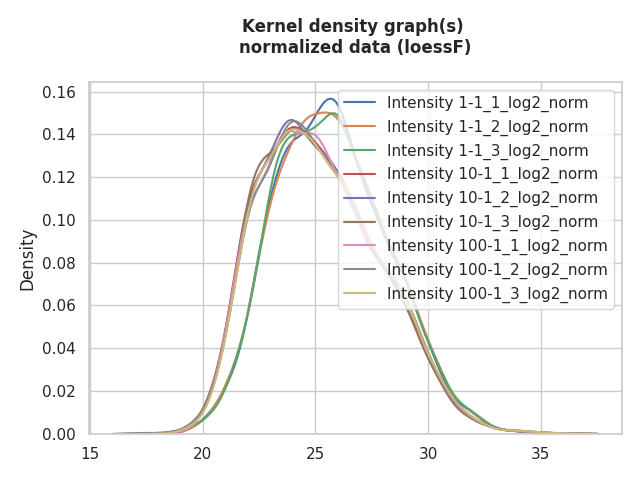 Kernel density graph(s)
normalized data (loessF)
0.16
0.14
0.12
0.10
0.08
0.06
0.04
0.02
0.00
Density
15
20
25
30
35
Intensity 1-1_1_log2_norm
Intensity 1-1_2_log2_norm
Intensity 1-1_3_log2_norm
Intensity 10-1_1_log2_norm
Intensity 10-1_2_log2_norm
Intensity 10-1_3_log2_norm
Intensity 100-1_1_log2_norm
Intensity 100-1_2_log2_norm
Intensity 100-1_3_log2_norm